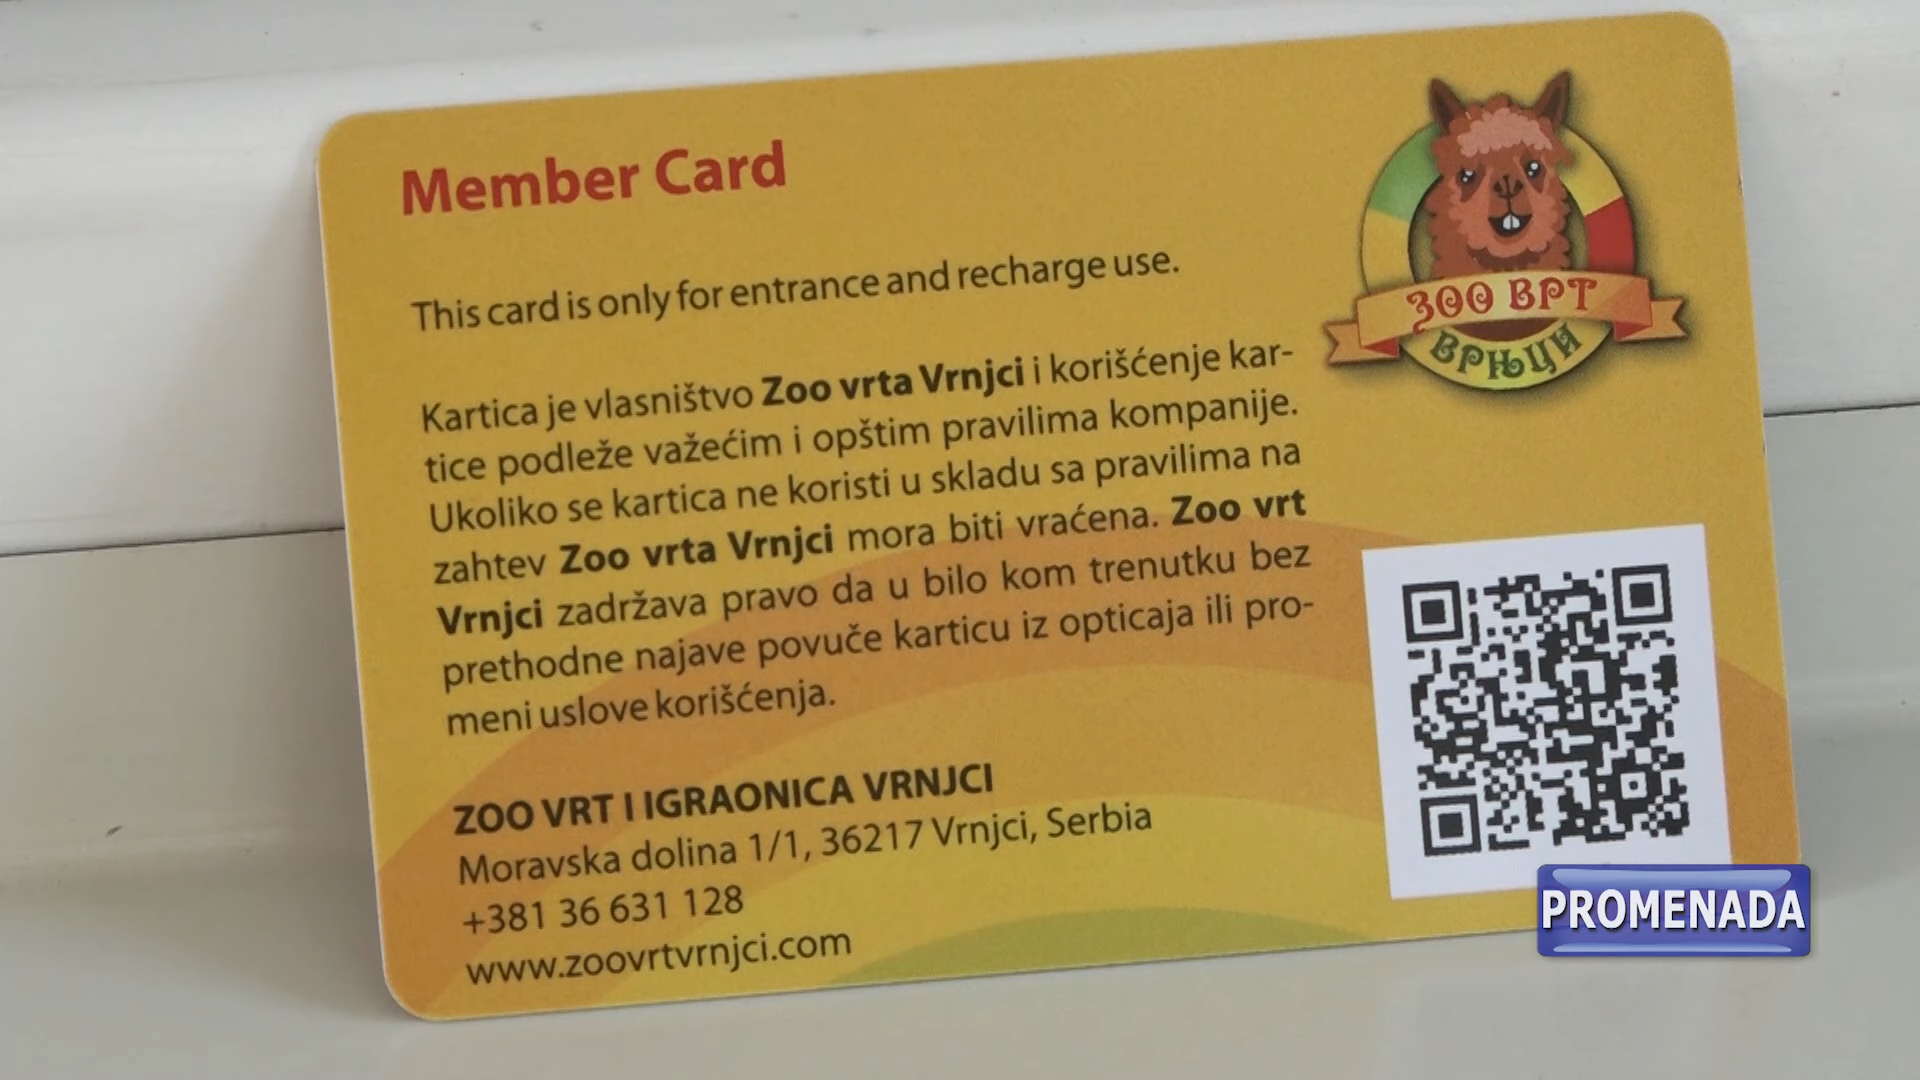 Member Card
ЗОО ВРТ
ВРЊЦИ
This card is only for entrance and recharge use.
Kartica je vlasništvo Zoo vrta Vrnjci i korišćenje kar-
tice podleže važećim i opštim pravilima kompanije.
Ukoliko se kartica ne koristi u skladu sa pravilima na
zahtev Zoo vrta Vrnjci mora biti vraćena. Zoo vrt
Vrnjci zadržava pravo da u bilo kom trenutku bez
prethodne najave povuče karticu iz opticaja ili pro-
meni uslove korišćenja.
ZOO VRT I IGRAONICA VRNJCI
Moravska dolina 1/1, 36217 Vrnjci, Serbia
+381 36 631 128
www.zoovrtvrnjci.com
PROMENADA